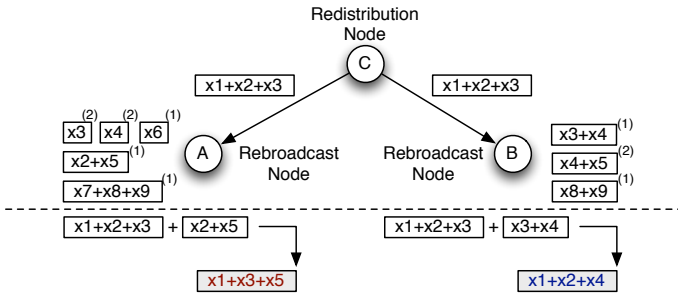 Redistribution
Node
C
x1+x2+x3 x1+x2+x3
x3 (2) x4 (2) x6 (1)
x2+x5 (1)
x7+x8+x9 (1)
A
Rebroadcast
Node
Rebroadcast
Node
B
x3+x4 (1)
x4+x5 (2)
x8+x9 (1)
x1+x2+x3 + x2+x5
x1+x2+x3 + x3+x4
x1+x3+x5
x1+x2+x4